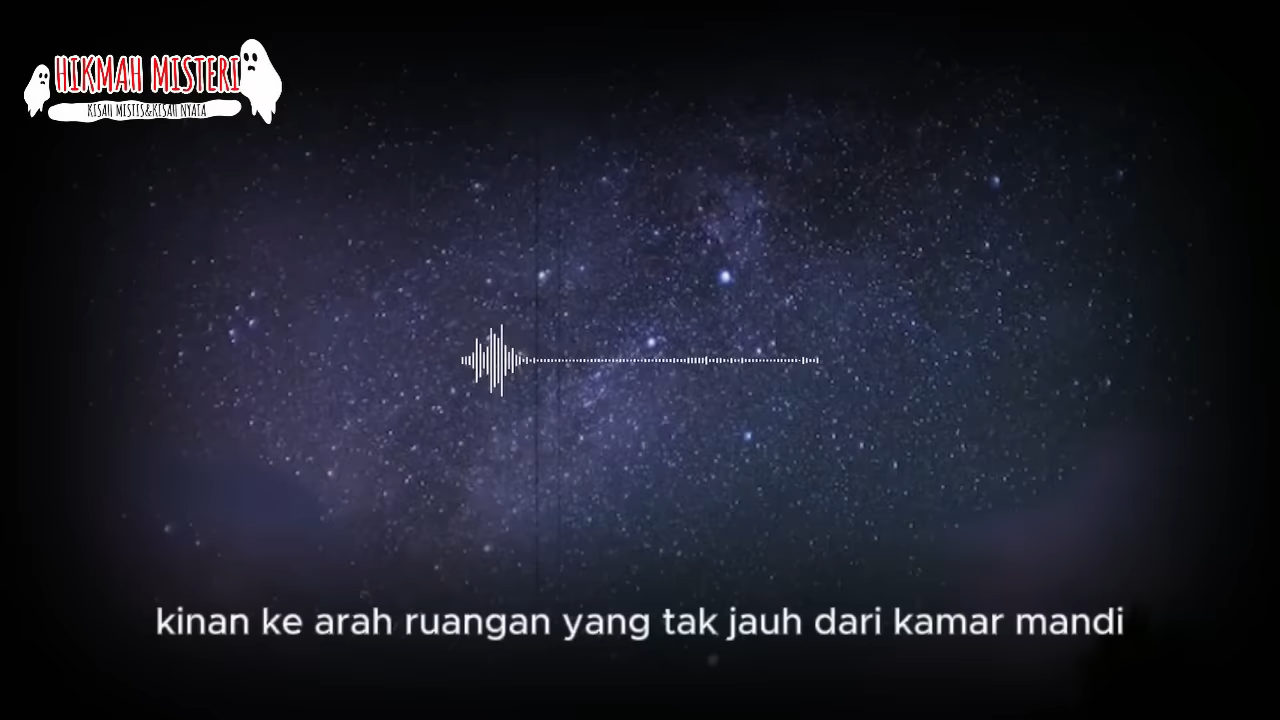 HIKMAH MISTERI
KISAH MISTIS&KISAH NYATA
kinan ke arah ruangan yang tak jauh dari kamar mandi